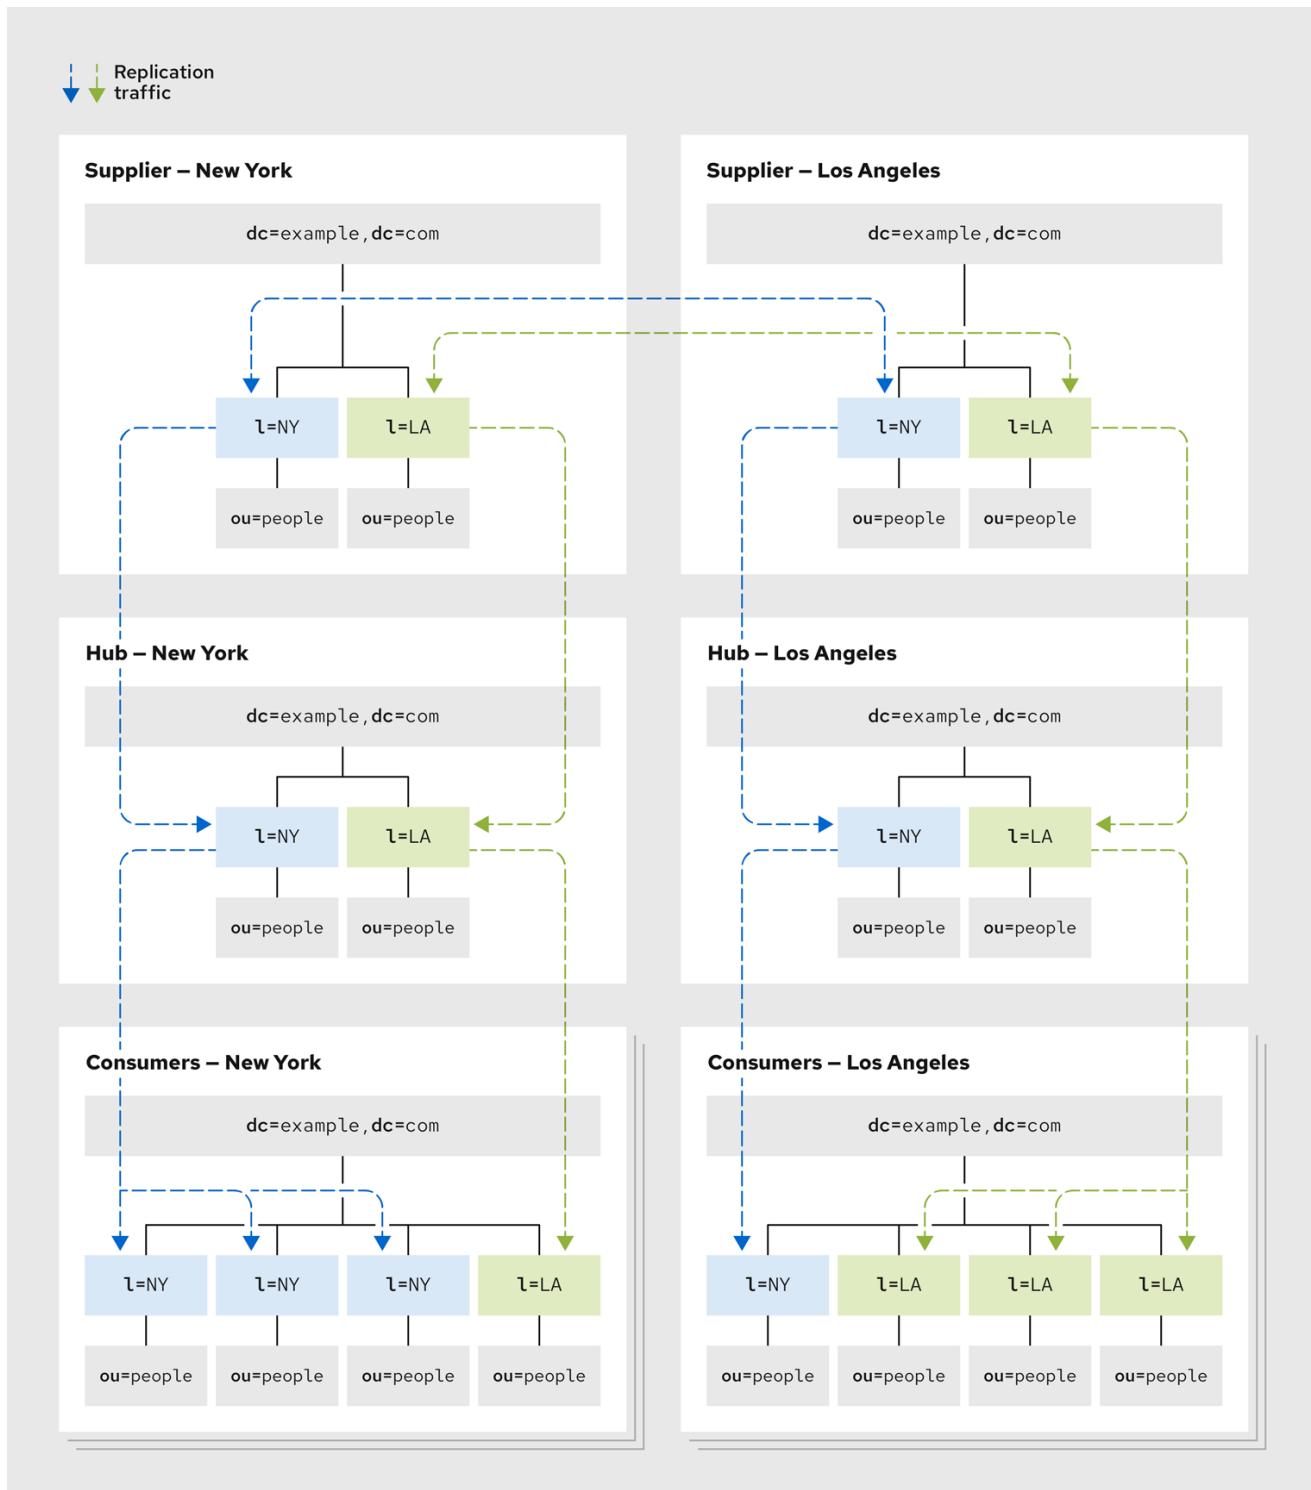 Replication
traffic
Supplier – New York
dc=example,dc=com
l=NY
l=LA
ou=people
ou=people
Supplier – Los Angeles
dc=example,dc=com
l=NY
l=LA
ou=people
ou=people
Hub – New York
dc=example,dc=com
l=NY
l=LA
ou=people
ou=people
Hub – Los Angeles
dc=example,dc=com
l=NY
l=LA
ou=people
ou=people
Consumers – New York
dc=example,dc=com
l=NY
l=NY
l=NY
l=LA
ou=people
ou=people
ou=people
ou=people
Consumers – Los Angeles
dc=example,dc=com
l=NY
l=LA
l=LA
l=LA
ou=people
ou=people
ou=people
ou=people